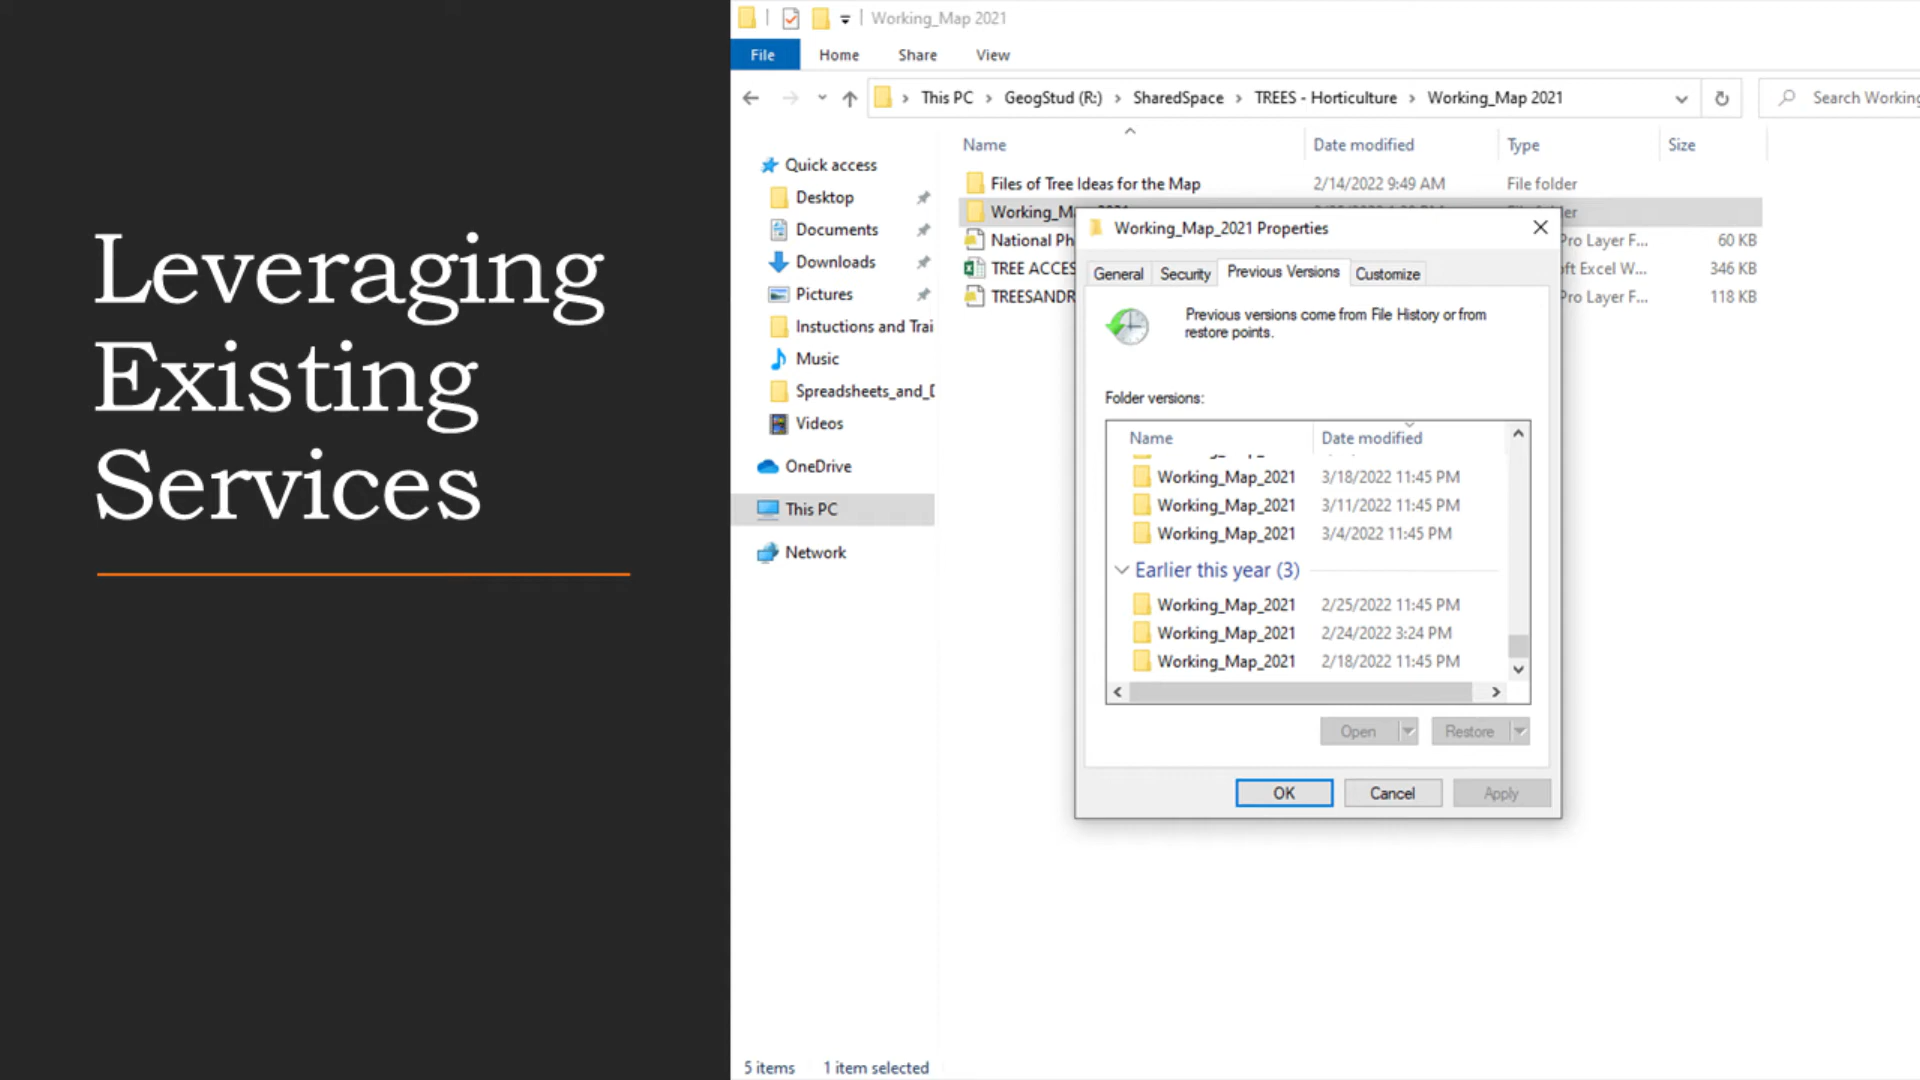 Leveraging
Existing
Services
Working_Map 2021
File Home Share View
This PC > GeogStud (R:) > SharedSpace > TREES - Horticulture > Working_Map 2021
Search Working
Name Date modified Type Size
Quick access
Desktop
Documents
Downloads
Pictures
Instuctions and Trai
Music
Spreadsheets_and_D
Videos
OneDrive
This PC
Network
Files of Tree Ideas for the Map 2/14/2022 9:49 AM File folder
Working_M
National Ph Pro Layer F... 60 KB
TREE ACCES ft Excel W... 346 KB
TREESANDR Pro Layer F... 118 KB
Working_Map_2021 Properties
General Security Previous Versions Customize
Previous versions come from File History or from
restore points.
Folder versions:
Name Date modified
Working_Map_2021 3/18/2022 11:45 PM
Working_Map_2021 3/11/2022 11:45 PM
Working_Map_2021 3/4/2022 11:45 PM
Earlier this year (3)
Working_Map_2021 2/25/2022 11:45 PM
Working_Map_2021 2/24/2022 3:24 PM
Working_Map_2021 2/18/2022 11:45 PM
Open Restore
OK Cancel Apply
5 items 1 item selected